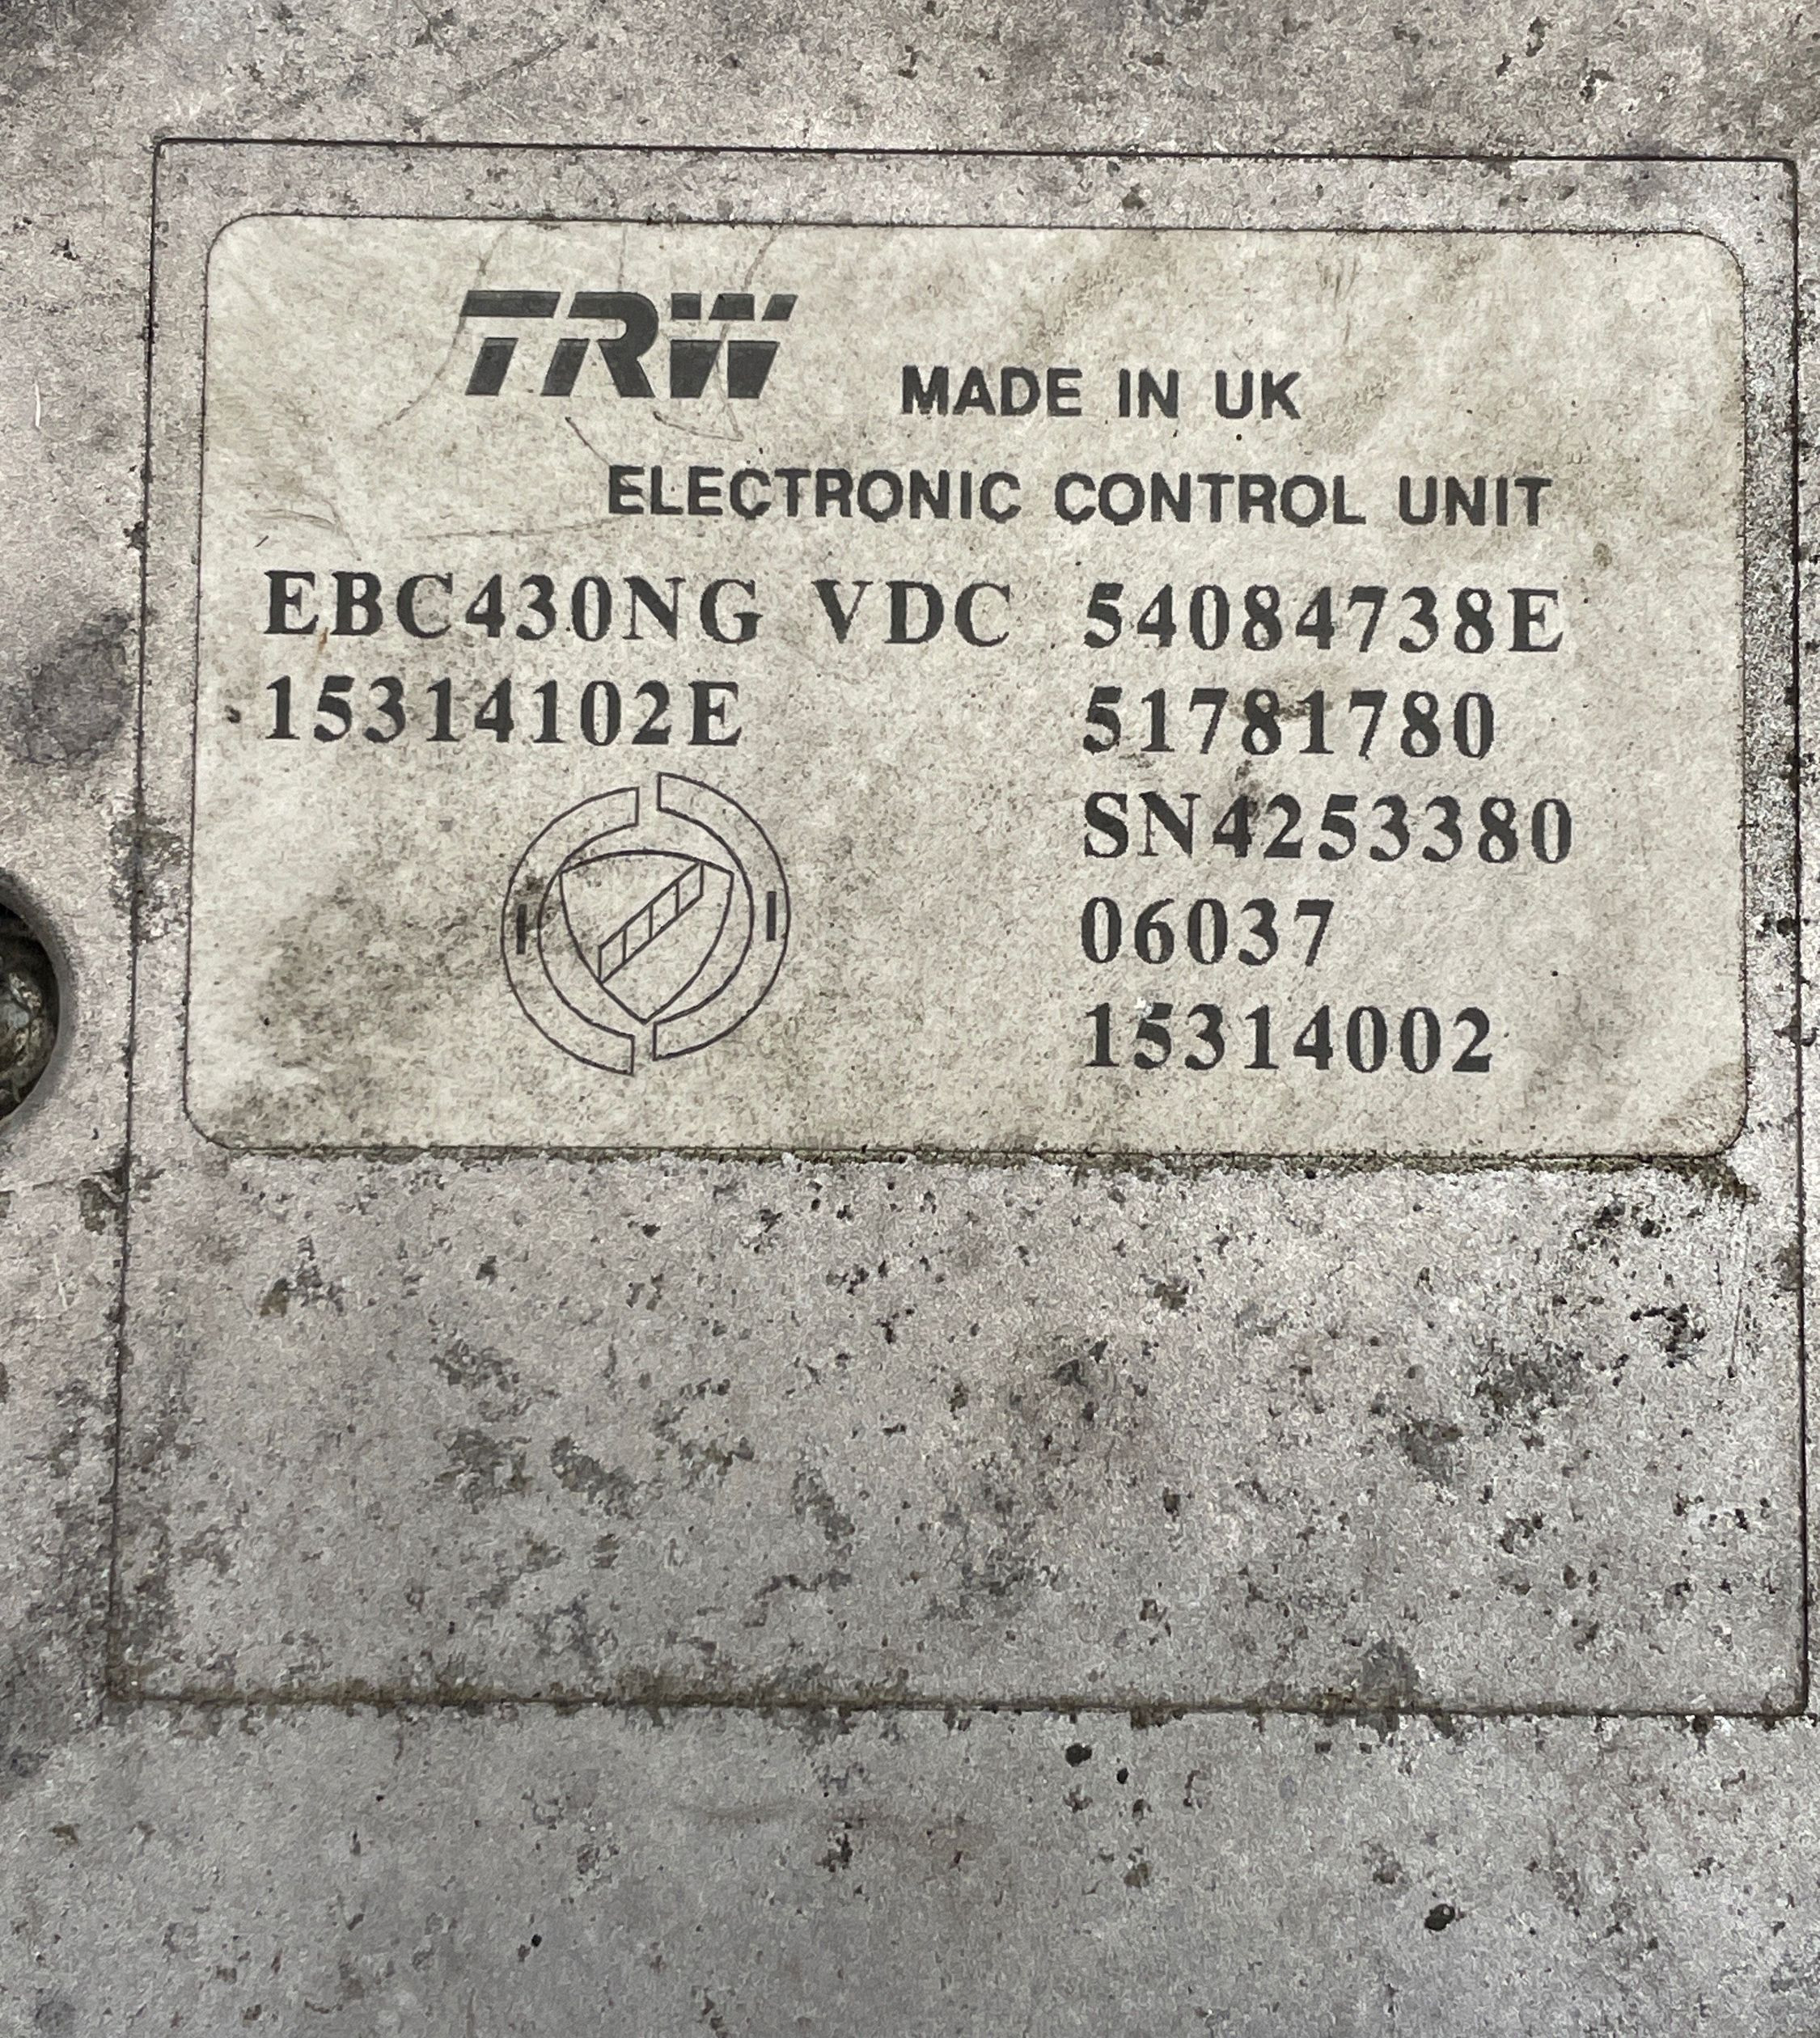 TRW MADE IN UK
ELECTRONIC CONTROL UNIT
EBC430NG VDC 54084738E
15314102E 51781780
SN4253380
06037
15314002